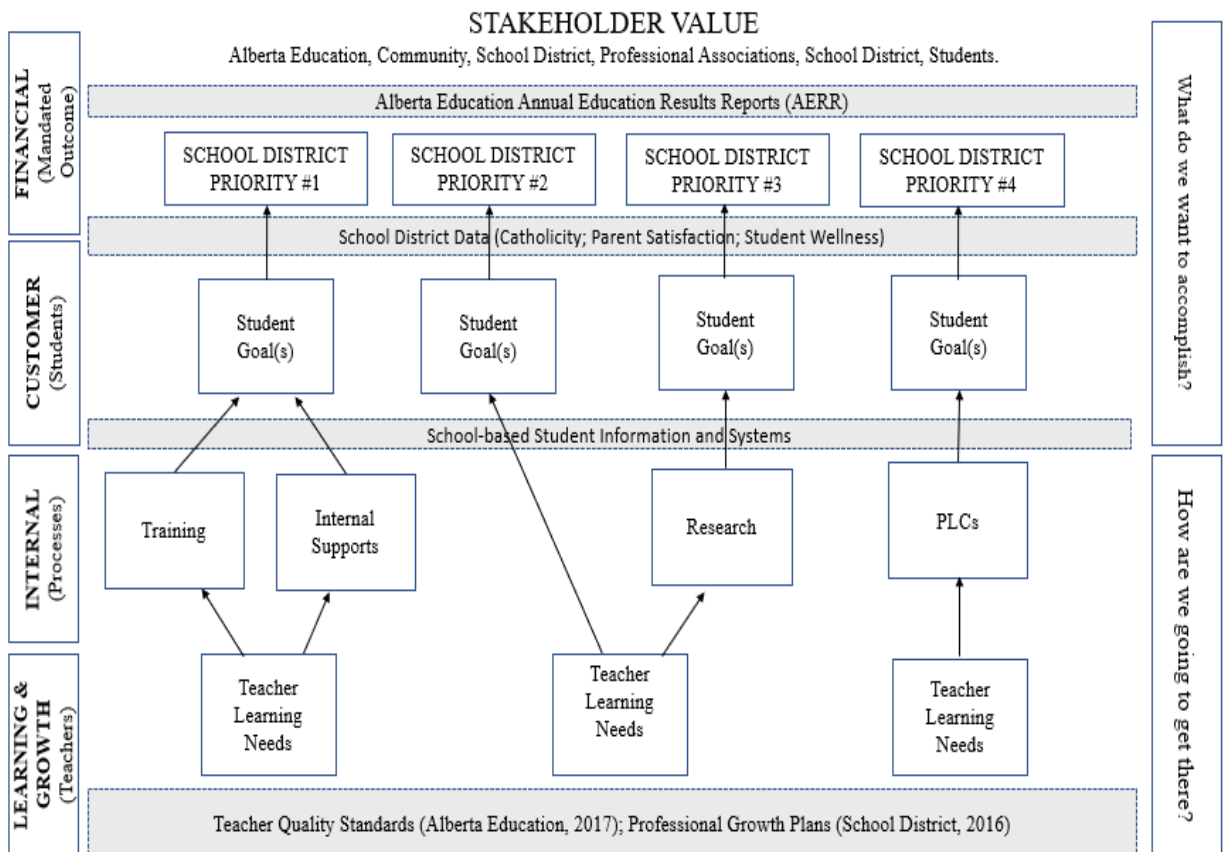 STAKEHOLDER VALUE
Alberta Education, Community, School District, Professional Associations, School District, Students.
FINANCIAL
(Mandated
Outcome)
Alberta Education Annual Education Results Reports (AERR)
SCHOOL DISTRICT
PRIORITY #1
SCHOOL DISTRICT
PRIORITY #2
SCHOOL DISTRICT
PRIORITY #3
SCHOOL DISTRICT
PRIORITY #4
What do we want to accomplish?
School District Data (Catholicity; Parent Satisfaction; Student Wellness)
CUSTOMER
(Students)
Student
Goal(s)
Student
Goal(s)
Student
Goal(s)
Student
Goal(s)
School-based Student Information and Systems
INTERNAL
(Processes)
Training
Internal
Supports
Research
PLCs
How are we going to get there?
LEARNING &
GROWTH
(Teachers)
Teacher
Learning
Needs
Teacher
Learning
Needs
Teacher
Learning
Needs
Teacher Quality Standards (Alberta Education, 2017); Professional Growth Plans (School District, 2016)